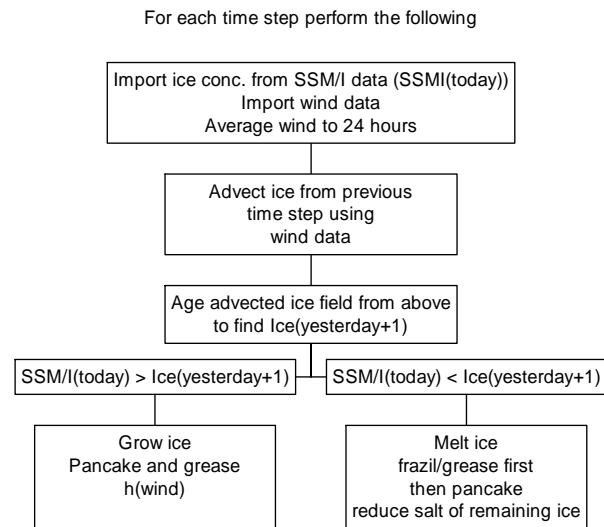 For each time step perform the following
Import ice conc. from SSM/I data (SSMI(today))
Import wind data
Average wind to 24 hours
Advect ice from previous
time step using
wind data
Age advected ice field from above
to find Ice(yesterday+1)
SSM/I(today) > Ice(yesterday+1)
SSM/I(today) < Ice(yesterday+1)
Grow ice
Pancake and grease
h(wind)
Melt ice
frazil/grease first
then pancake
reduce salt of remaining ice